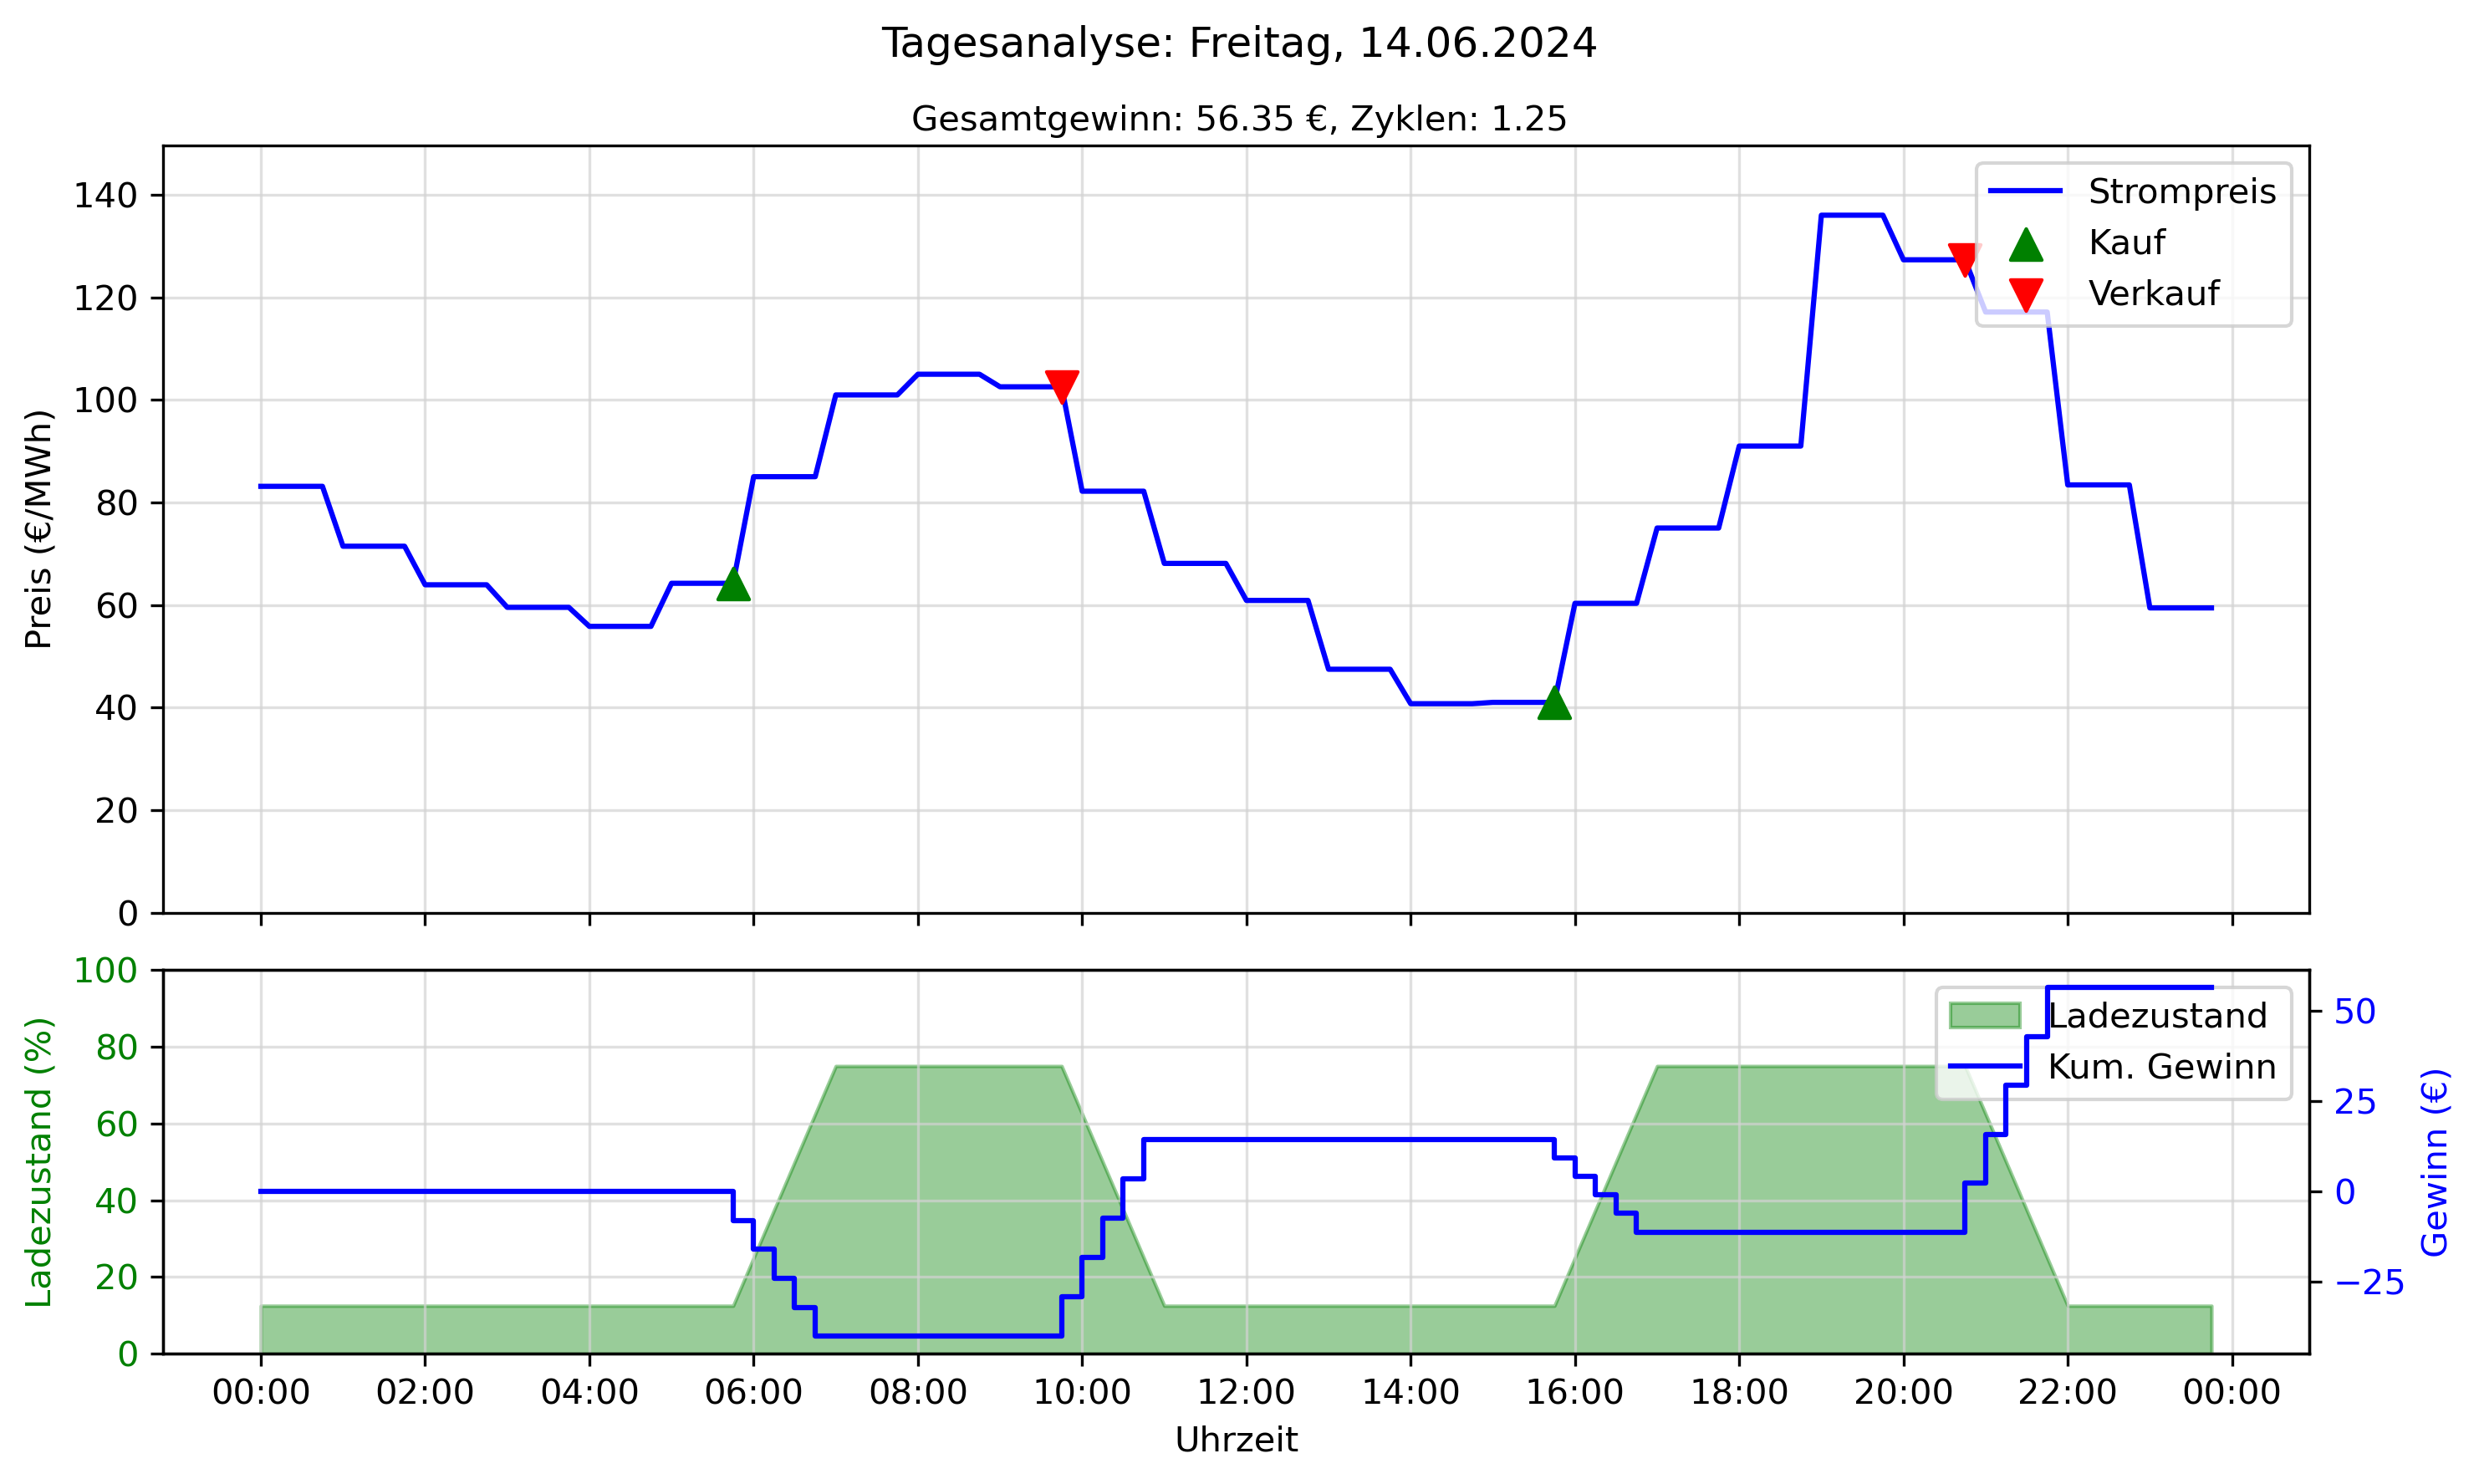 Tagesanalyse: Freitag, 14.06.2024
Gesamtgewinn: 56.35 €, Zyklen: 1.25
Preis (€/MWh)
140
120
100
80
60
40
20
0
Strompreis
Kauf
Verkauf
Ladezustand (%)
100
80
60
40
20
0
Ladezustand
Kum. Gewinn
50
25
0
−25
Gewinn (€)
00:00 02:00 04:00 06:00 08:00 10:00 12:00 14:00 16:00 18:00 20:00 22:00 00:00
Uhrzeit